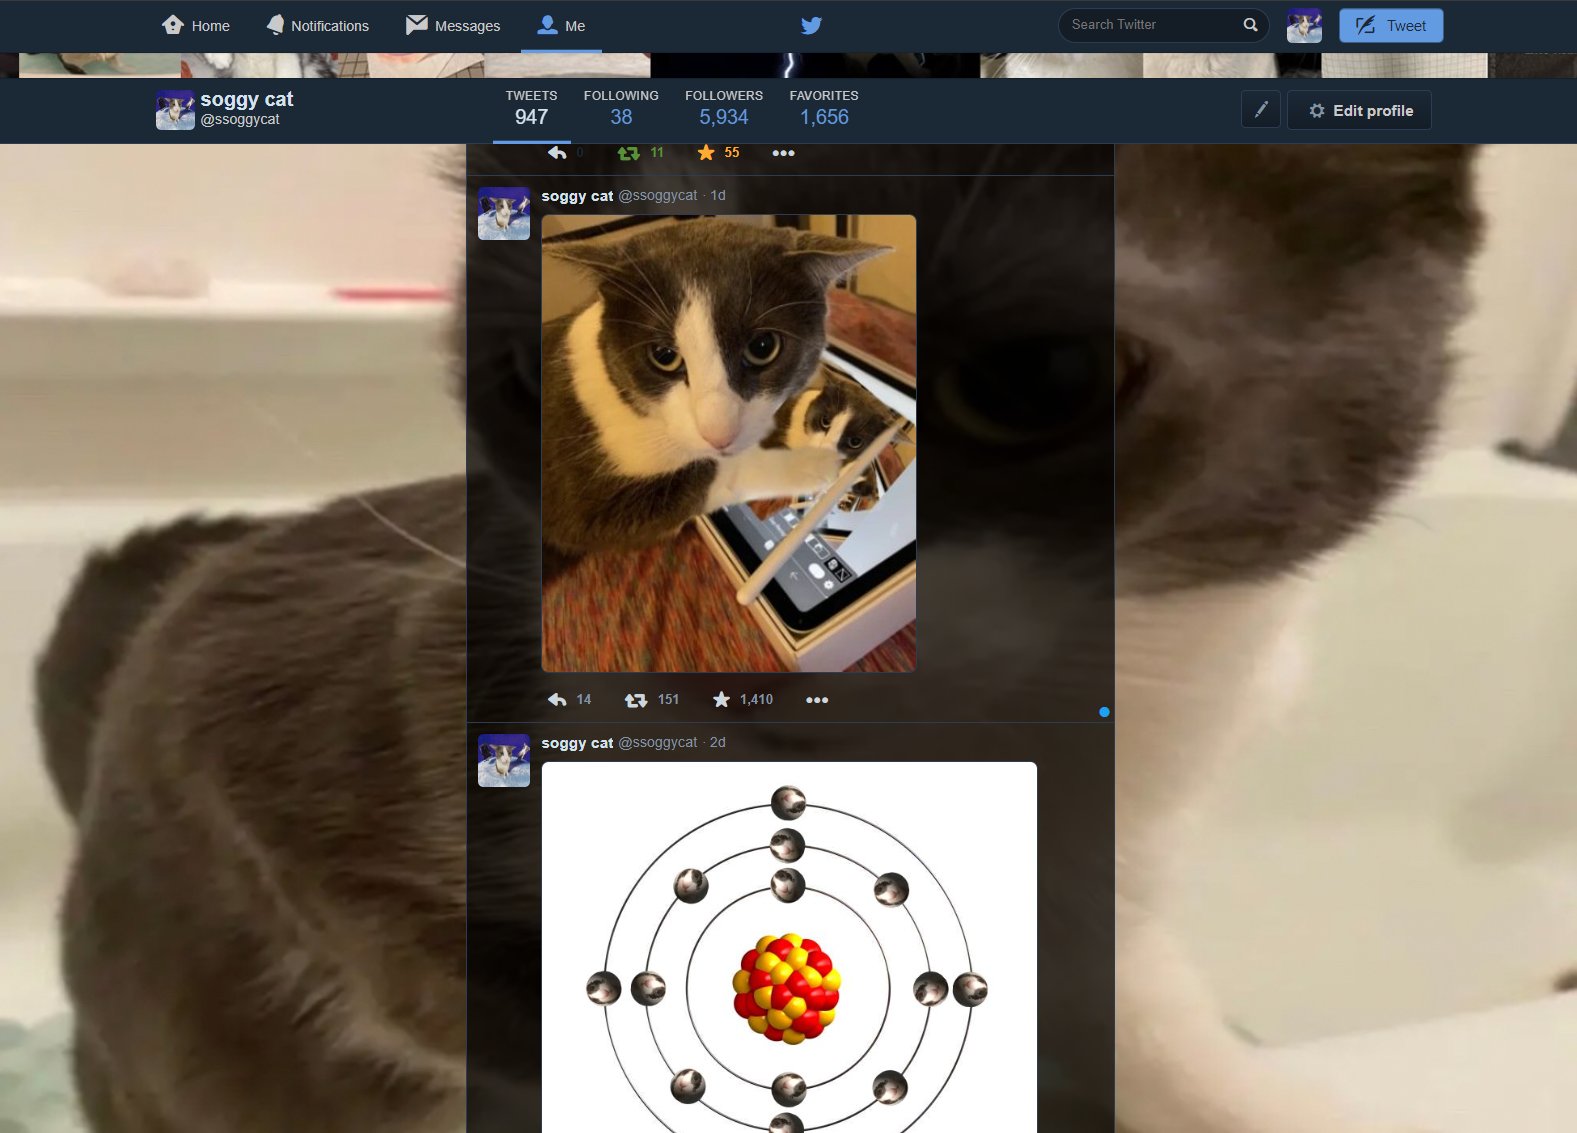 Home Notifications Messages Me Search Twitter Tweet
soggy cat
@ssoggycat
TWEETS FOLLOWING FOLLOWERS FAVORITES
947 38 5,934 1,656
Edit profile
0 11 55
soggy cat @ssoggycat · 1d
14 151 1,410
soggy cat @ssoggycat · 2d